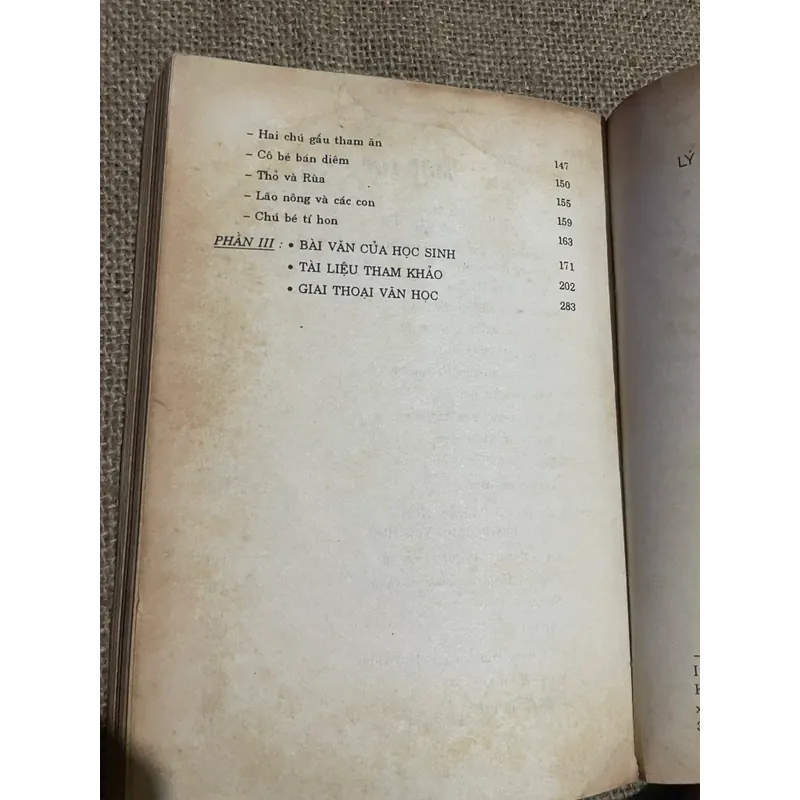 – Hai chú gấu tham ăn 147
– Cô bé bán diêm 150
– Thỏ và Rùa 155
– Lão nông và các con 159
– Chú bé tí hon 163
PHẦN III : • BÀI VĂN CỦA HỌC SINH 171
• TÀI LIỆU THAM KHẢO 202
• GIAI THOẠI VĂN HỌC 283
LÝ